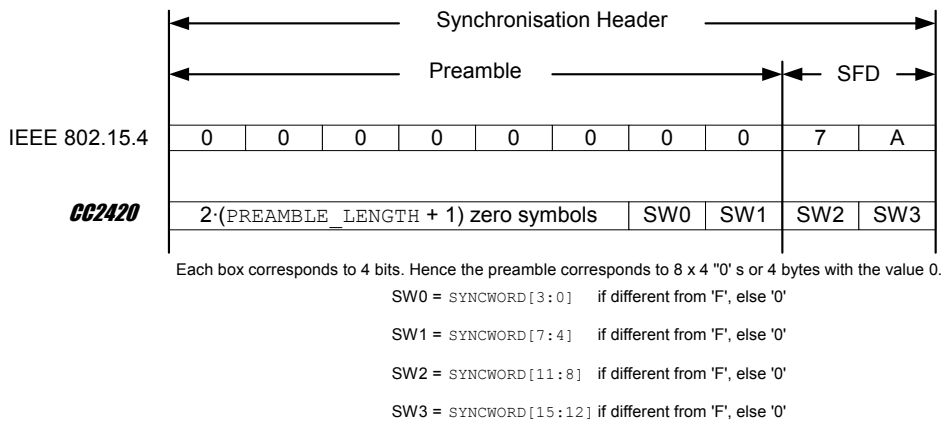 Synchronisation Header
Preamble SFD
IEEE 802.15.4 0 0 0 0 0 0 0 0 7 A
CC2420 2·(PREAMBLE_LENGTH + 1) zero symbols SW0 SW1 SW2 SW3
Each box corresponds to 4 bits. Hence the preamble corresponds to 8 x 4 "0' s or 4 bytes with the value 0.
SW0 = SYNCWORD[3:0] if different from 'F', else '0'
SW1 = SYNCWORD[7:4] if different from 'F', else '0'
SW2 = SYNCWORD[11:8] if different from 'F', else '0'
SW3 = SYNCWORD[15:12] if different from 'F', else '0'